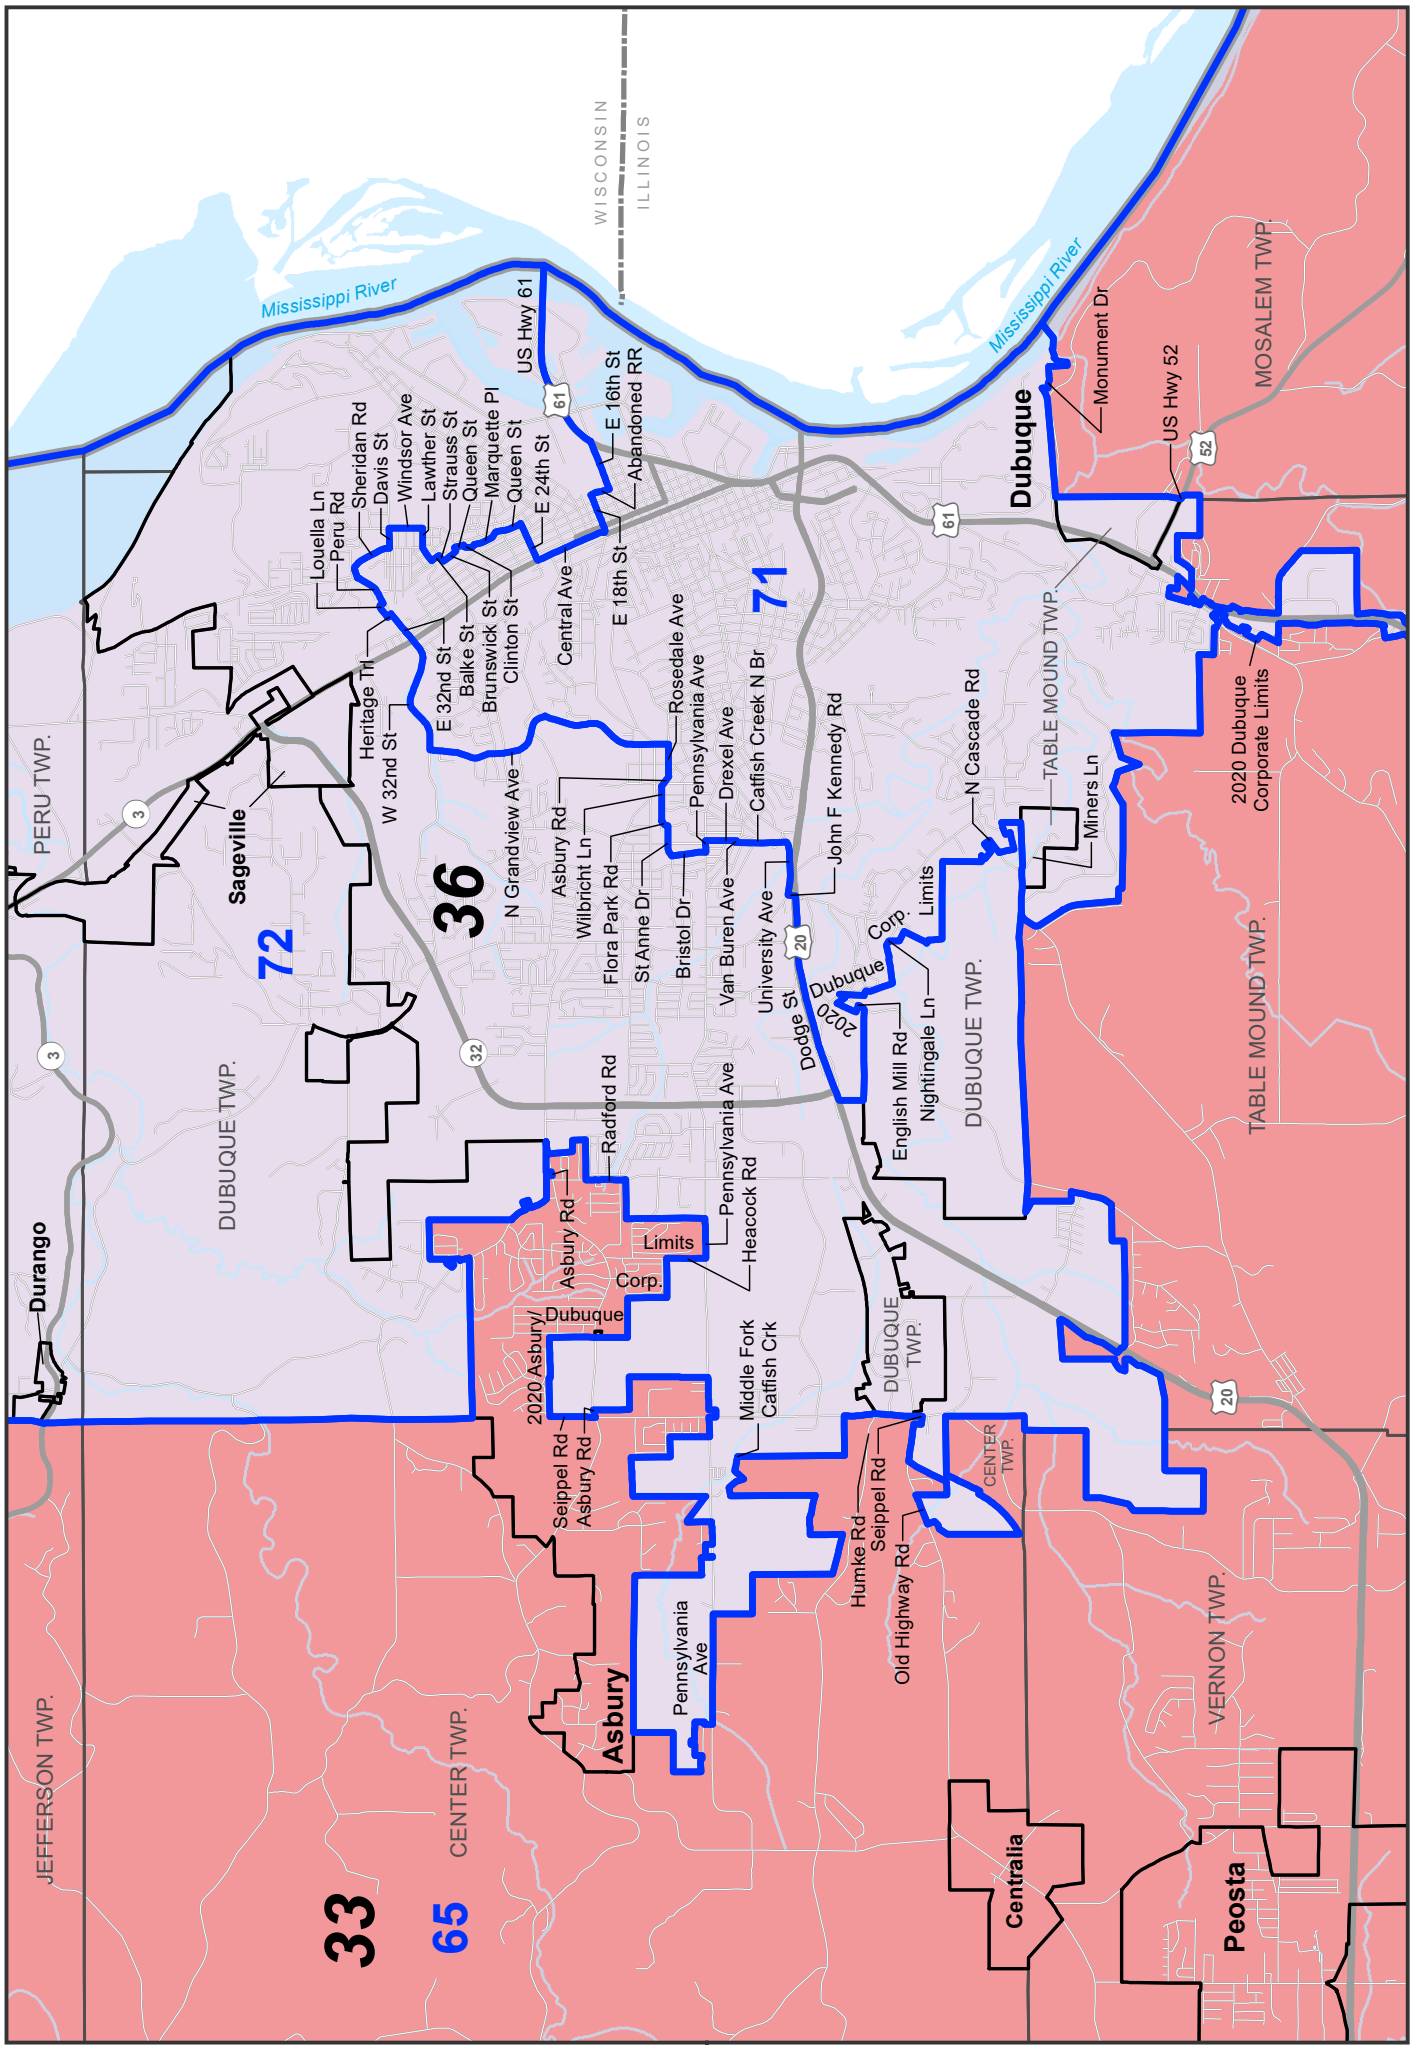 JEFFERSON TWP.
Durango
3
PERU TWP.
3
Sageville
DUBUQUE TWP.
72
33
65
CENTER TWP.
36
32
Mississippi River
WISCONSIN
ILLINOIS
US Hwy 61
61
Louella Ln
Peru Rd
Sheridan Rd
Davis St
Windsor Ave
Lawther St
Strauss St
Queen St
Marquette Pl
Queen St
E 24th St
E 16th St
Abandoned RR
Heritage Trl
W 32nd St
E 32nd St
Balke St
Brunswick St
Clinton St
Central Ave
E 18th St
N Grandview Ave
Asbury Rd
Wilbricht Ln
Flora Park Rd
St Anne Dr
Bristol Dr
Van Buren Ave
University Ave
Rosedale Ave
Pennsylvania Ave
Drexel Ave
Catfish Creek N Br
71
John F Kennedy Rd
20
Dodge St
2020
Dubuque
Corp.
Limits
English Mill Rd
Nightingale Ln
N Cascade Rd
DUBUQUE TWP.
TABLE MOUND TWP.
Miners Ln
61
Dubuque
Mississippi River
Monument Dr
US Hwy 52
52
MOSALEM TWP.
2020 Dubuque
Corporate Limits
TABLE MOUND TWP.
Radford Rd
Asbury Rd
Pennsylvania Ave
Heacock Rd
2020 Asbury/
Dubuque
Corp.
Limits
Seippel Rd
Asbury Rd
Middle Fork
Catfish Crk
Asbury
Pennsylvania
Ave
DUBUQUE
TWP.
Humke Rd
Seippel Rd
Old Highway Rd
CENTER
TWP.
20
VERNON TWP.
Centralia
Peosta